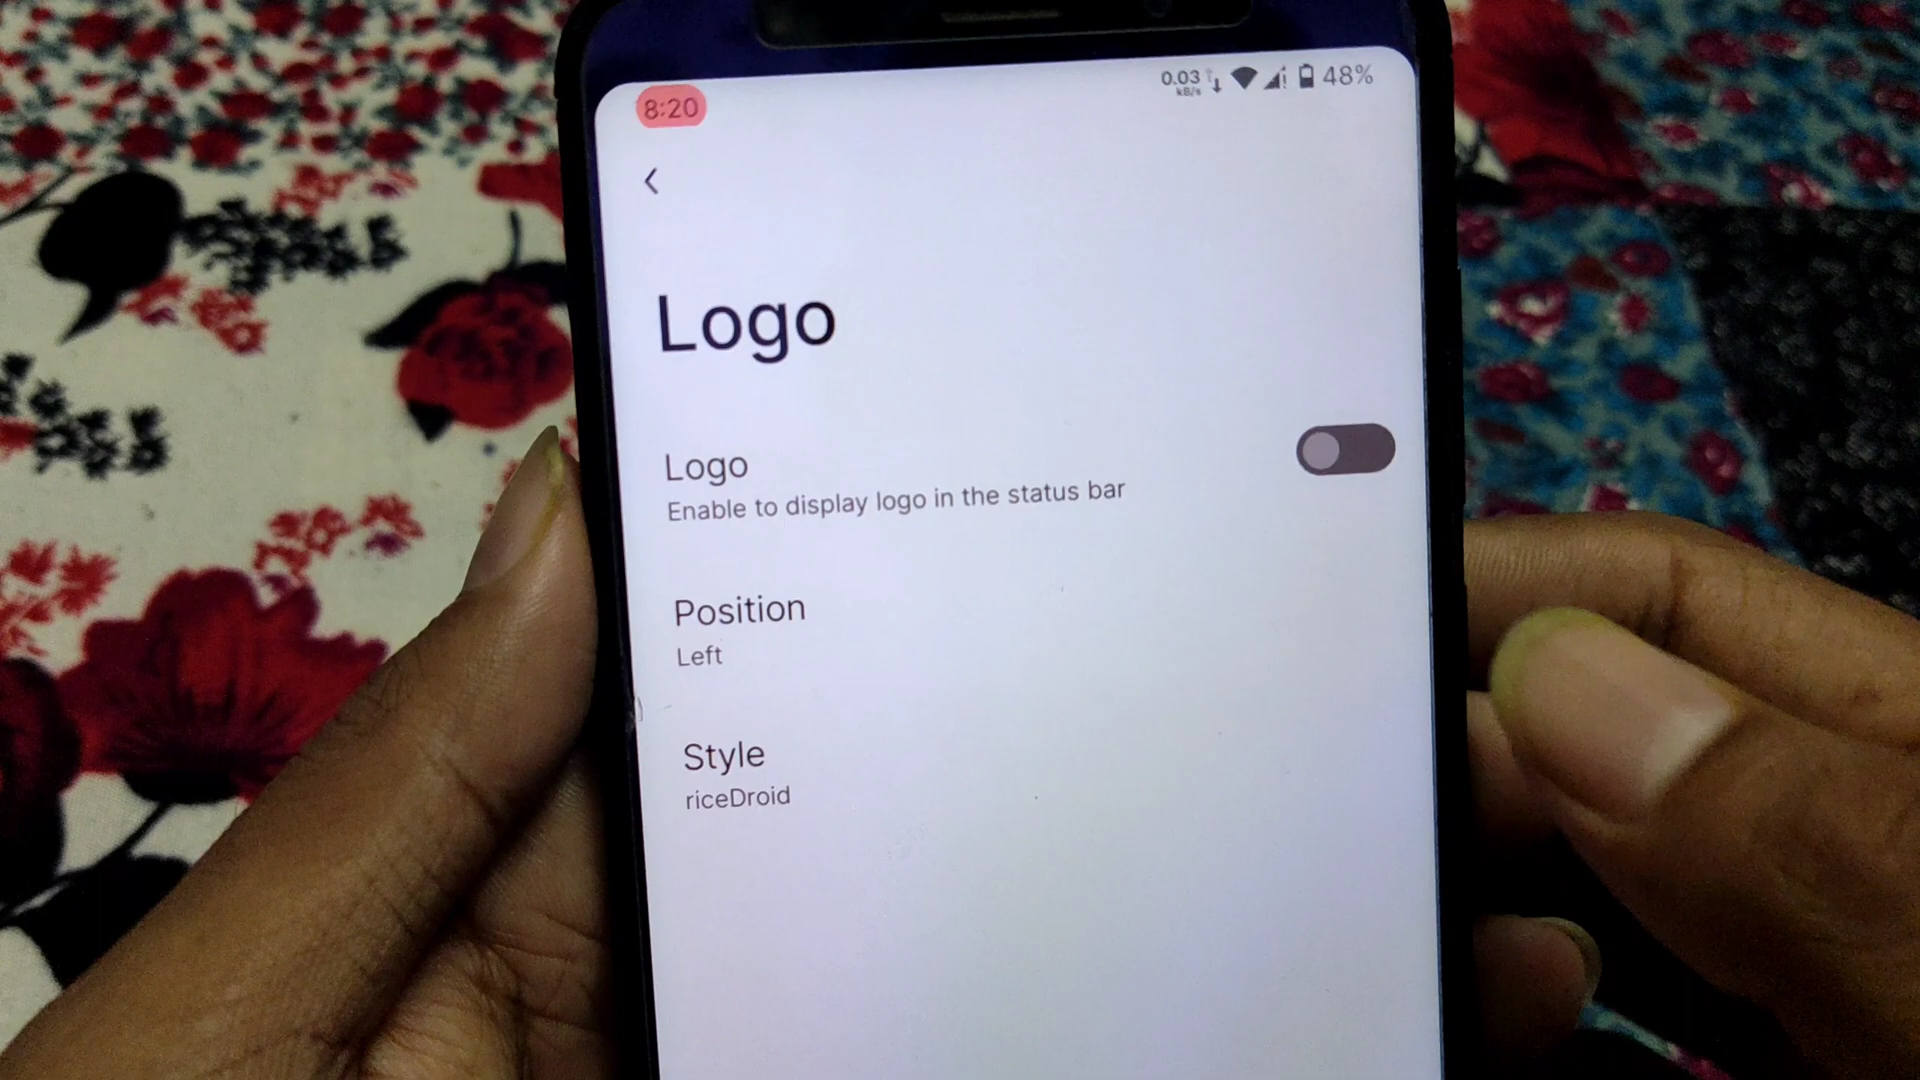 8:20
0.03
kB/s
48%
Logo
Logo
Enable to display logo in the status bar
Position
Left
Style
riceDroid